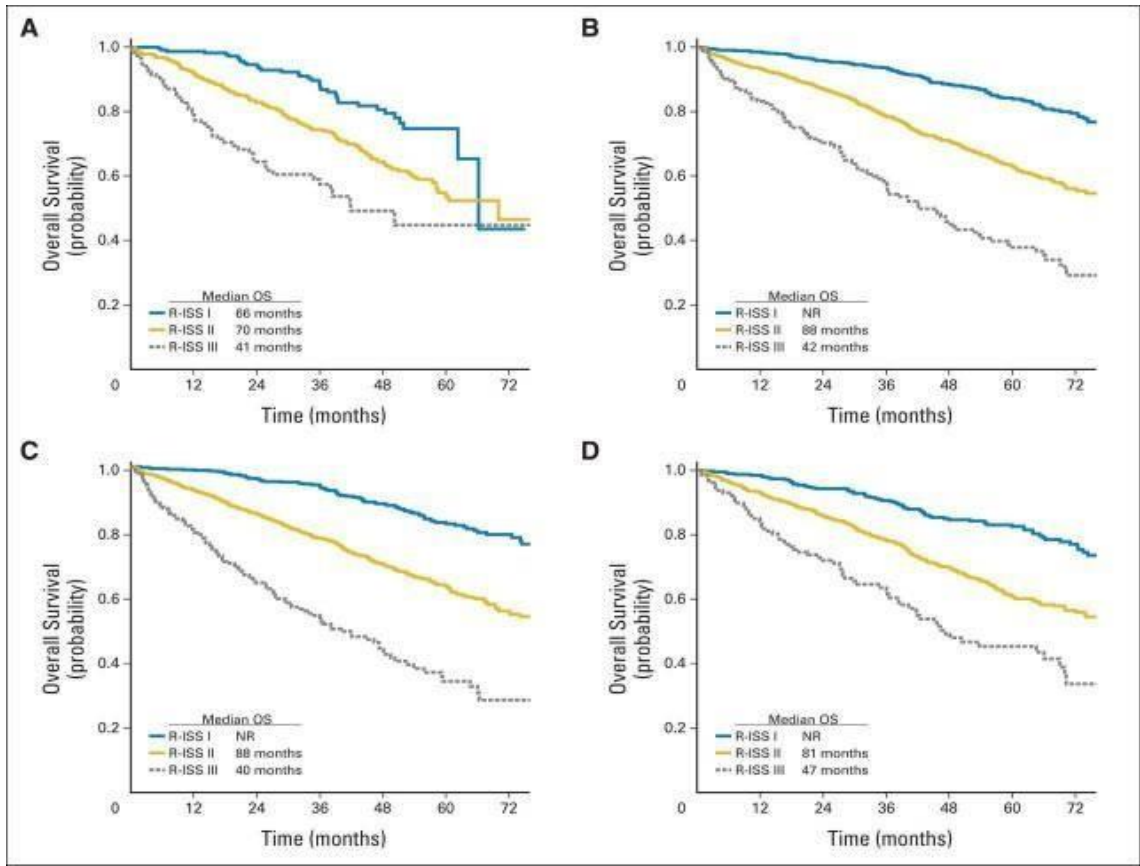 A
Overall Survival
(probability)
1.0
0.8
0.6
0.4
0.2
Median OS
R-ISS I 66 months
R-ISS II 70 months
R-ISS III 41 months
0 12 24 36 48 60 72
Time (months)
B
Overall Survival
(probability)
1.0
0.8
0.6
0.4
0.2
Median OS
R-ISS I NR
R-ISS II 88 months
R-ISS III 42 months
0 12 24 36 48 60 72
Time (months)
C
Overall Survival
(probability)
1.0
0.8
0.6
0.4
0.2
Median OS
R-ISS I NR
R-ISS II 88 months
R-ISS III 40 months
0 12 24 36 48 60 72
Time (months)
D
Overall Survival
(probability)
1.0
0.8
0.6
0.4
0.2
Median OS
R-ISS I NR
R-ISS II 81 months
R-ISS III 47 months
0 12 24 36 48 60 72
Time (months)